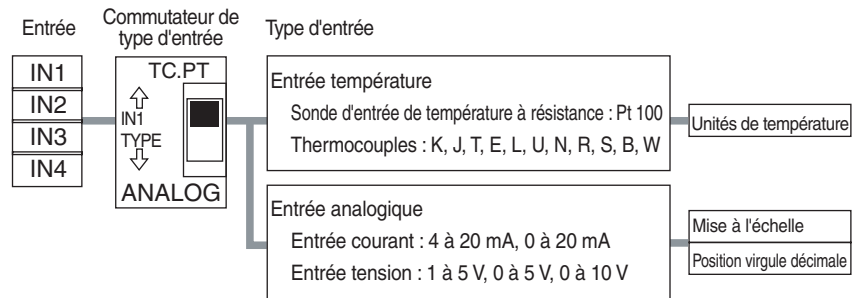 Entrée
Commutateur de
type d'entrée
Type d'entrée
IN1
IN2
IN3
IN4
TC.PT
IN1
TYPE
ANALOG
Entrée température
Sonde d'entrée de température à résistance : Pt 100
Thermocouples : K, J, T, E, L, U, N, R, S, B, W
Unités de température
Entrée analogique
Entrée courant : 4 à 20 mA, 0 à 20 mA
Entrée tension : 1 à 5 V, 0 à 5 V, 0 à 10 V
Mise à l'échelle
Position virgule décimale